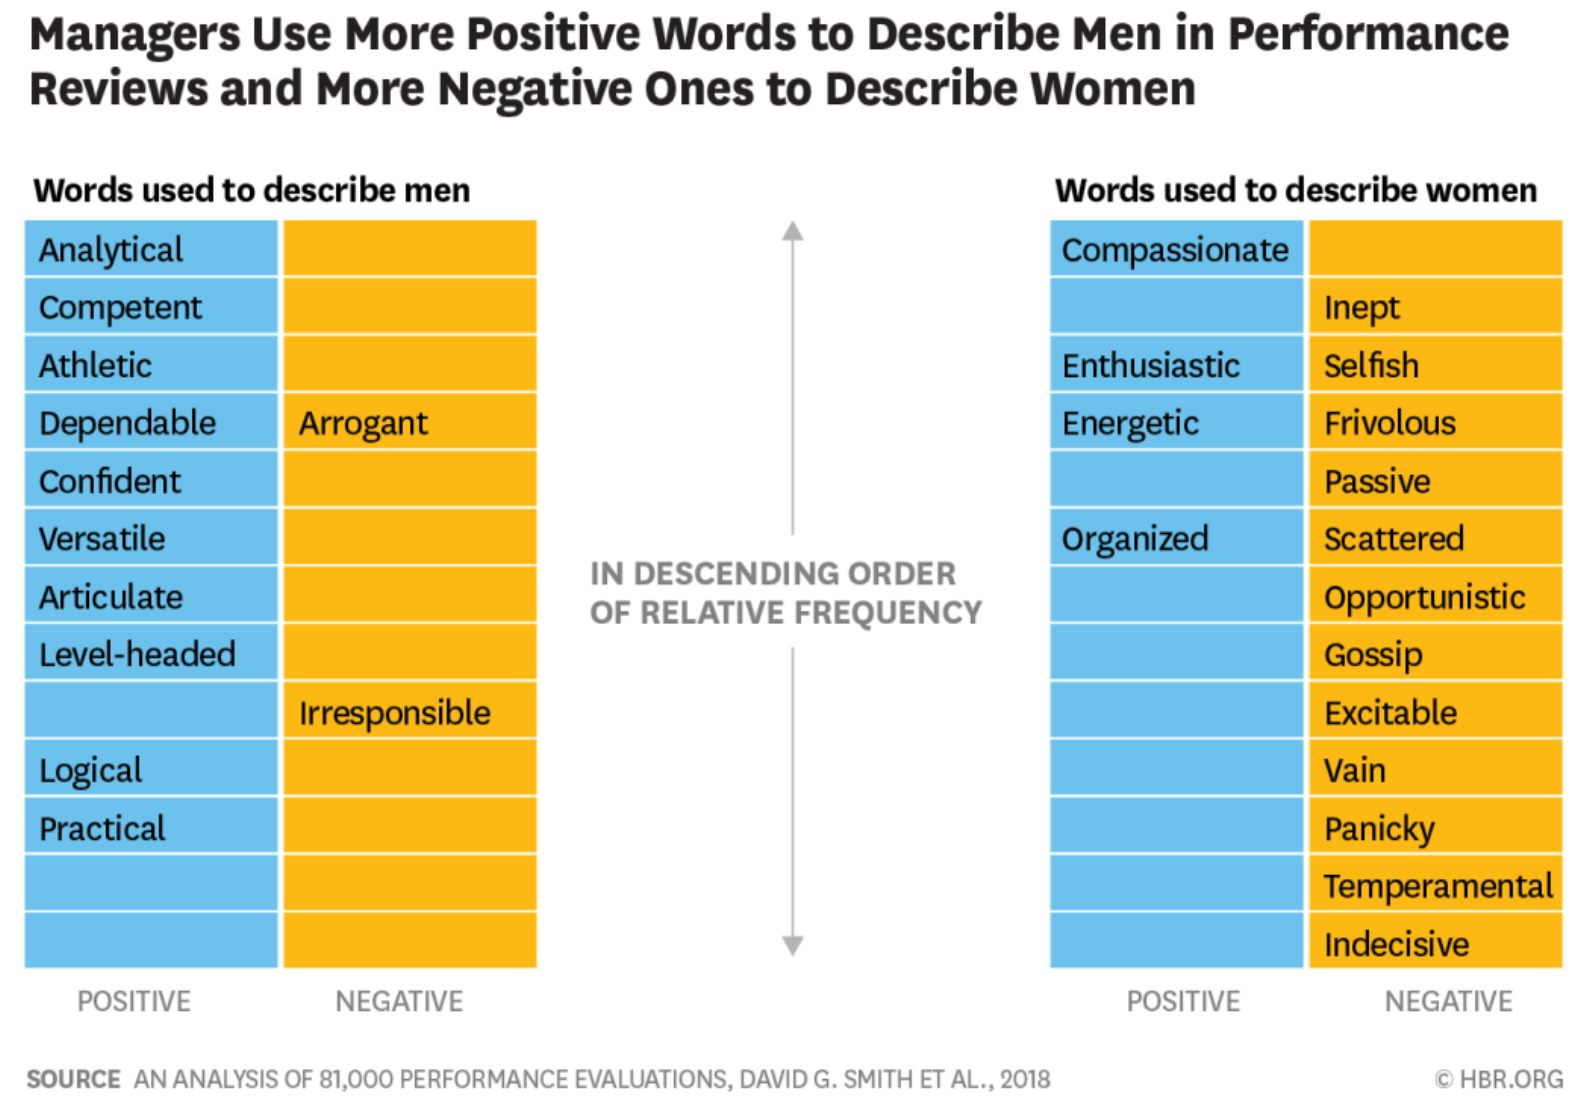 Managers Use More Positive Words to Describe Men in Performance
Reviews and More Negative Ones to Describe Women
Words used to describe men
Analytical
Competent
Athletic
Dependable Arrogant
Confident
Versatile
Articulate
Level-headed
Irresponsible
Logical
Practical
POSITIVE NEGATIVE
IN DESCENDING ORDER
OF RELATIVE FREQUENCY
Words used to describe women
Compassionate
Inept
Enthusiastic Selfish
Energetic Frivolous
Passive
Organized Scattered
Opportunistic
Gossip
Excitable
Vain
Panicky
Temperamental
Indecisive
POSITIVE NEGATIVE
SOURCE AN ANALYSIS OF 81,000 PERFORMANCE EVALUATIONS, DAVID G. SMITH ET AL., 2018
© HBR.ORG